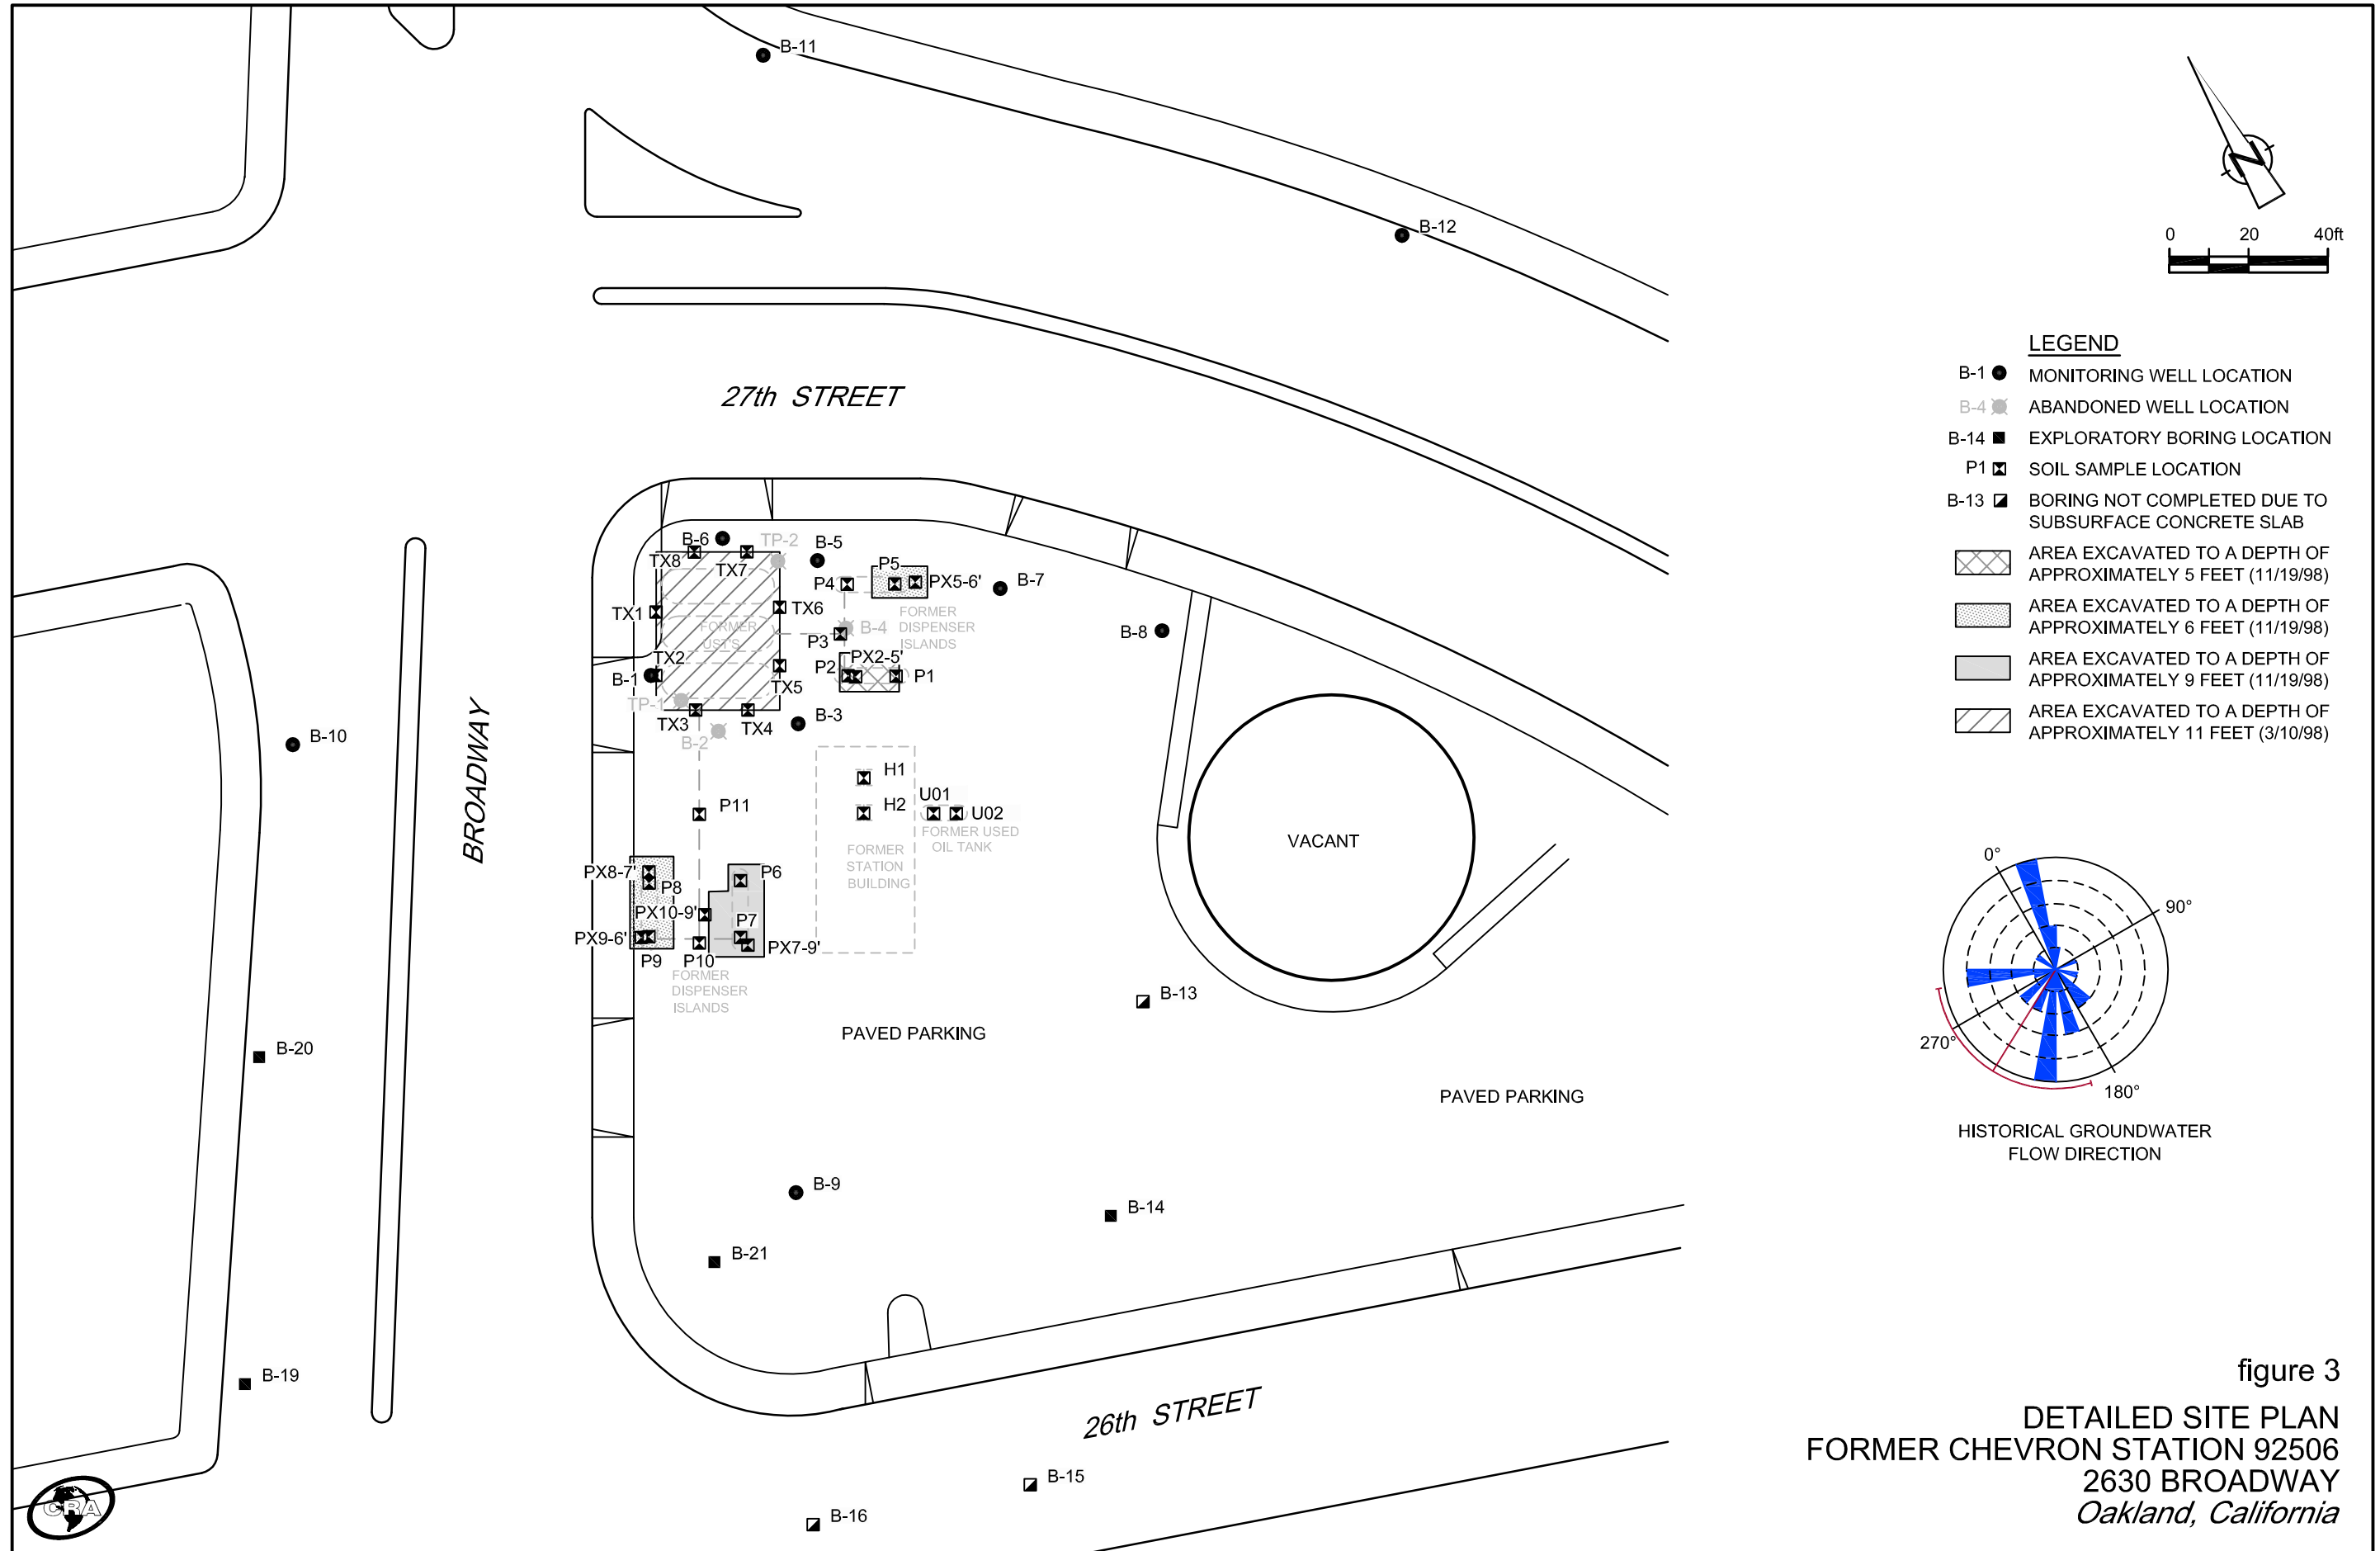 B-11
B-12
N
0 20 40ft
27th STREET
LEGEND
B-1 MONITORING WELL LOCATION
B-4 ABANDONED WELL LOCATION
B-14 EXPLORATORY BORING LOCATION
P1 SOIL SAMPLE LOCATION
B-13 BORING NOT COMPLETED DUE TO
SUBSURFACE CONCRETE SLAB
AREA EXCAVATED TO A DEPTH OF
APPROXIMATELY 5 FEET (11/19/98)
AREA EXCAVATED TO A DEPTH OF
APPROXIMATELY 6 FEET (11/19/98)
AREA EXCAVATED TO A DEPTH OF
APPROXIMATELY 9 FEET (11/19/98)
AREA EXCAVATED TO A DEPTH OF
APPROXIMATELY 11 FEET (3/10/98)
B-6
TP-2
B-5
TX8
TX7
P5
P4
PX5-6'
B-7
TX1
TX6
FORMER
DISPENSER
ISLANDS
FORMER
UST'S
B-4
P3
B-8
TX2
PX2-5'
P2
P1
B-1
TX5
TP-1
TX3
TX4
B-3
B-2
B-10
BROADWAY
H1
H2
U01
U02
FORMER USED
OIL TANK
P11
FORMER
STATION
BUILDING
VACANT
PX8-7'
P8
P6
PX10-9'
P7
PX9-6'
P9
P10
PX7-9'
FORMER
DISPENSER
ISLANDS
B-13
PAVED PARKING
PAVED PARKING
B-20
0°
90°
270°
180°
HISTORICAL GROUNDWATER
FLOW DIRECTION
B-9
B-14
B-21
B-19
26th STREET
B-15
B-16
CRA
figure 3
DETAILED SITE PLAN
FORMER CHEVRON STATION 92506
2630 BROADWAY
Oakland, California